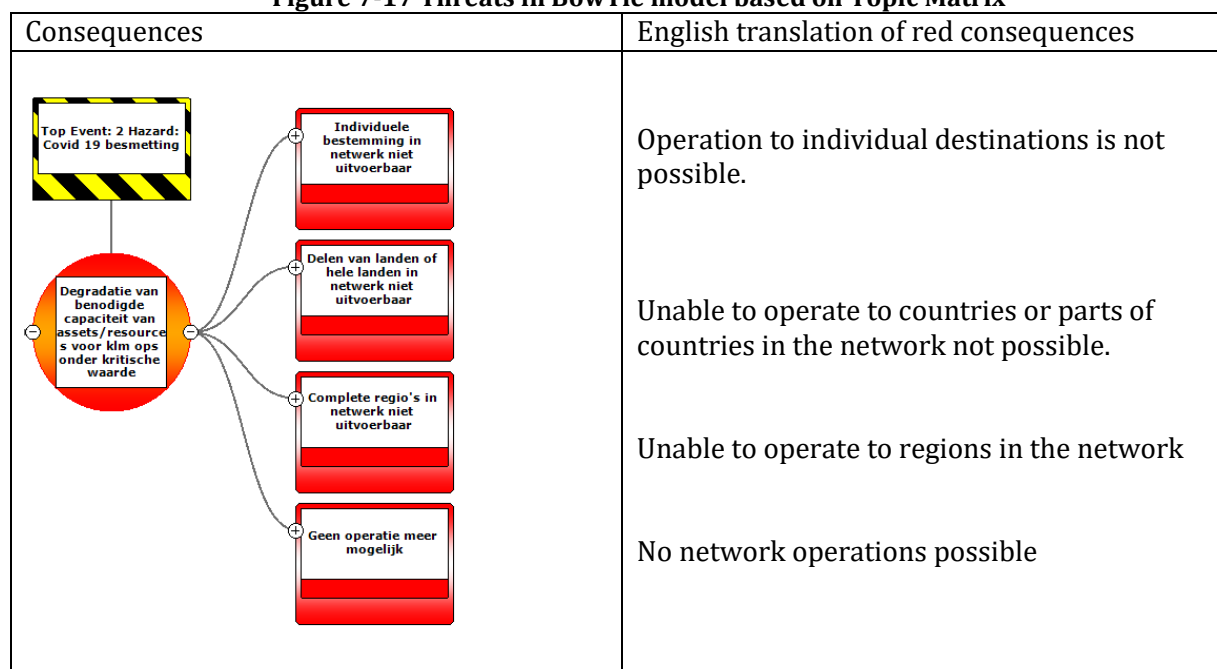 Figure 7-17 Threats in BowTie model based on Topic Matrix
Consequences
English translation of red consequences
Top Event: 2 Hazard:
Covid 19 besmetting
Degradatie van
benodigde
capaciteit van
assets/resource
s voor klm ops
onder kritische
waarde
Individuele
bestemming in
netwerk niet
uitvoerbaar
Delen van landen of
hele landen in
netwerk niet
uitvoerbaar
Complete regio's in
netwerk niet
uitvoerbaar
Geen operatie meer
mogelijk
Operation to individual destinations is not
possible.
Unable to operate to countries or parts of
countries in the network not possible.
Unable to operate to regions in the network
No network operations possible